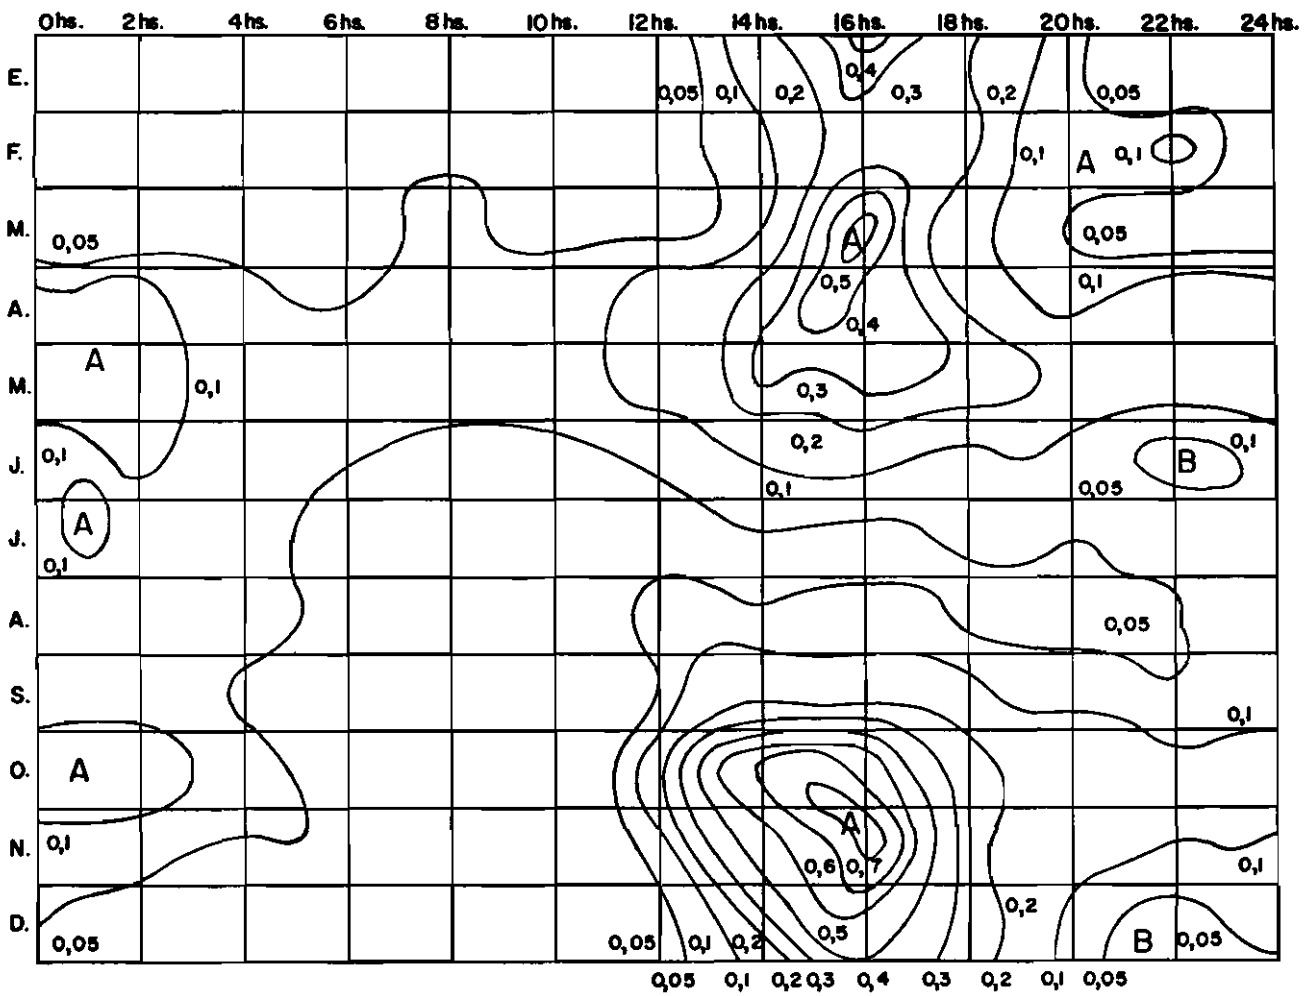 0hs. 2hs. 4hs. 6hs. 8hs. 10hs. 12hs. 14hs. 16hs. 18hs. 20hs. 22hs. 24hs.
E. 0,4
0,05 0,1 0,2 0,3 0,2 0,05
F. 0,1 A 0,1
M. 0,05 A 0,05
A. 0,5 0,1
0,4
A
M. 0,1 0,3
J. 0,1 0,2 B 0,1
0,1 0,05
A
J. 0,1
A. 0,05
S. 0,1
O. A
A
N. 0,1 0,6 0,7 0,1
D. 0,5 0,2
0,05 0,05 0,1 0,2 B 0,05
0,05 0,1 0,2 0,3 0,4 0,3 0,2 0,1 0,05